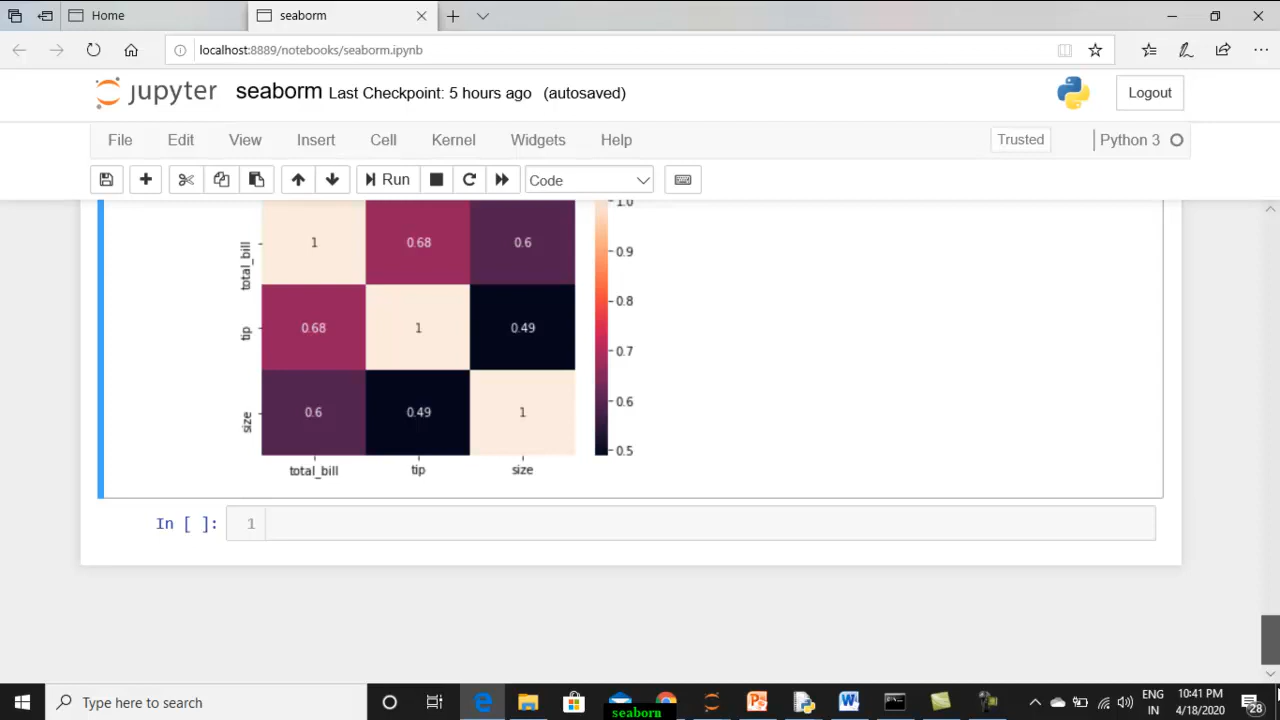 Home
seaborm
localhost:8889/notebooks/seaborm.ipynb
jupyter seaborm Last Checkpoint: 5 hours ago (autosaved)
Logout
File Edit View Insert Cell Kernel Widgets Help
Trusted
Python 3
Run
Code
1.0
total_bill 1 0.68 0.6
0.9
0.8
tip 0.68 1 0.49
0.7
size 0.6 0.49 1
0.6
0.5
total_bill tip size
In [ ]: 1
Type here to search
ENG
IN
10:41 PM
4/18/2020
28
seaborn